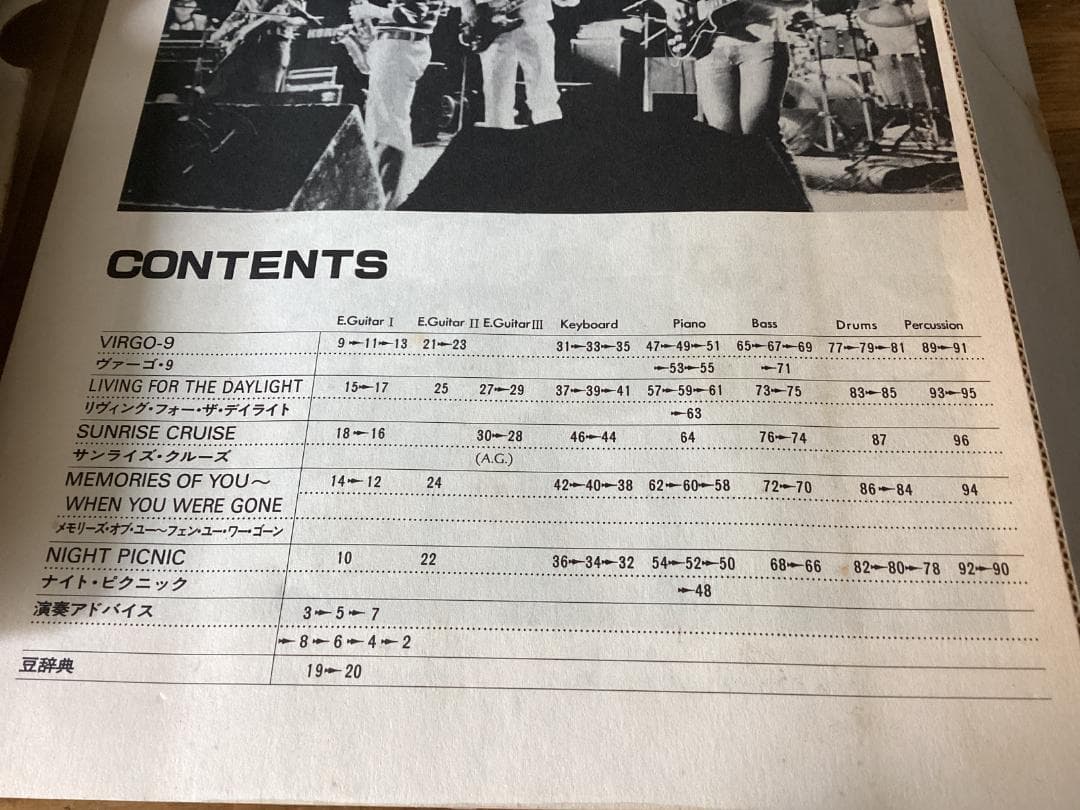 CONTENTS
E.Guitar I E.Guitar II E.Guitar III Keyboard Piano Bass Drums Percussion
VIRGO-9 9➛11➛13 21➛23 31➛33➛35 47➛49➛51 65➛67➛69 77➛79➛81 89➛91
ヴァーゴ・9 ➛53➛55 ➛71
LIVING FOR THE DAYLIGHT 15➛17 25 27➛29 37➛39➛41 57➛59➛61 73➛75 83➛85 93➛95
リヴィング・フォー・ザ・デイライト ➛63
SUNRISE CRUISE 18➛16 30➛28 46➛44 64 76➛74 87 96
サンライズ・クルーズ (A.G.)
MEMORIES OF YOU〜 14➛12 24 42➛40➛38 62➛60➛58 72➛70 86➛84 94
WHEN YOU WERE GONE
メモリーズ・オブ・ユー〜フェン・ユー・ワー・ゴーン
NIGHT PICNIC 10 22 36➛34➛32 54➛52➛50 68➛66 82➛80➛78 92➛90
ナイト・ピクニック ➛48
演奏アドバイス 3➛5➛7
➛8➛6➛4➛2
豆辞典 19➛20